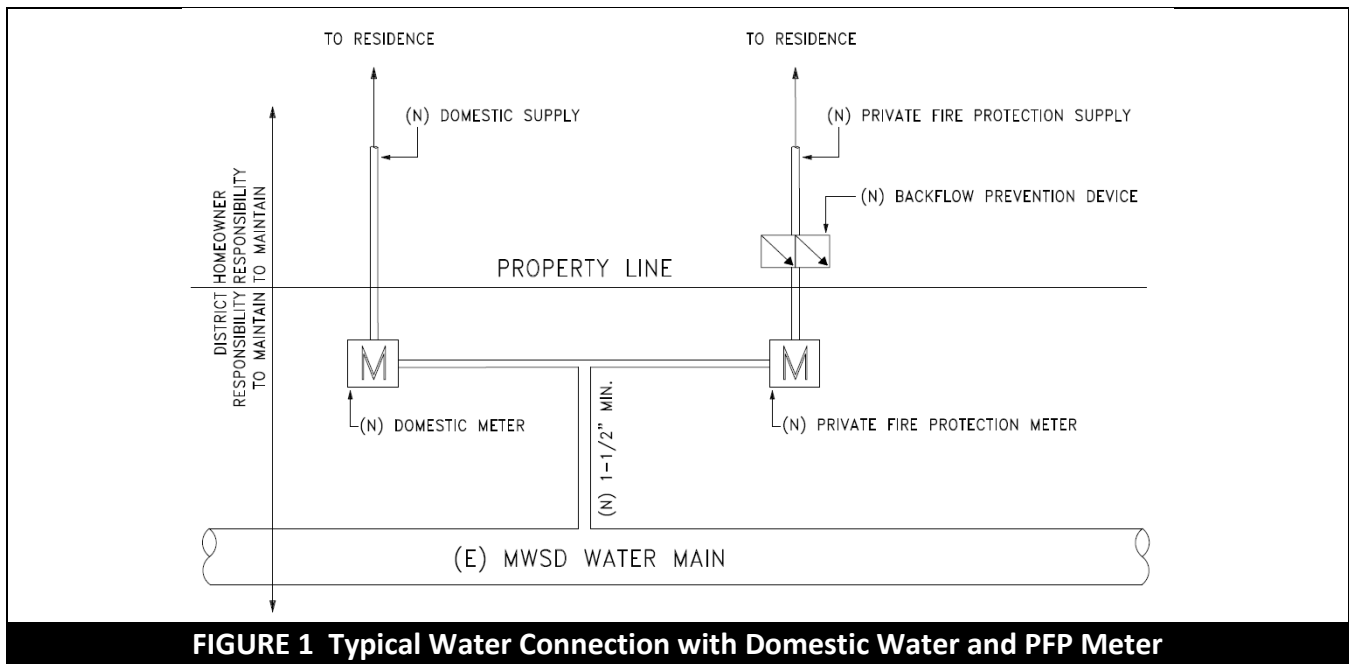 TO RESIDENCE
TO RESIDENCE
(N) DOMESTIC SUPPLY
(N) PRIVATE FIRE PROTECTION SUPPLY
(N) BACKFLOW PREVENTION DEVICE
HOMEOWNER
RESPONSIBILITY
TO MAINTAIN
PROPERTY LINE
DISTRICT
RESPONSIBILITY
TO MAINTAIN
M
M
(N) DOMESTIC METER
(N) 1-1/2" MIN.
(N) PRIVATE FIRE PROTECTION METER
(E) MWSD WATER MAIN
FIGURE 1 Typical Water Connection with Domestic Water and PFP Meter